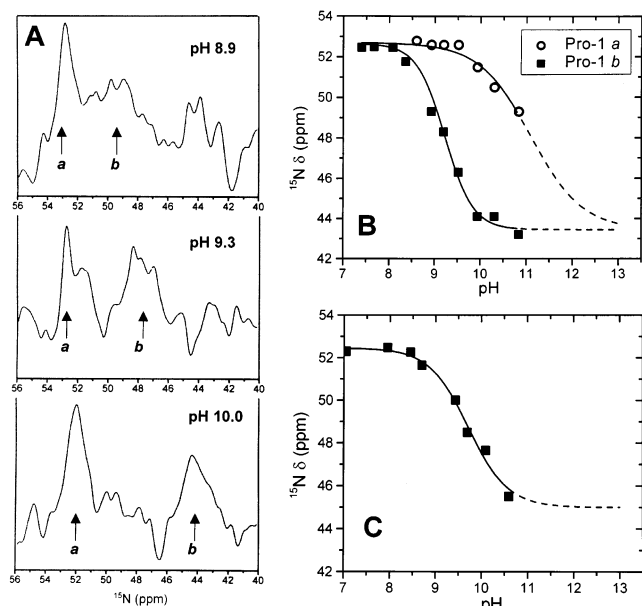 A
pH 8.9
a
b
56 54 52 50 48 46 44 42 40
pH 9.3
a
b
56 54 52 50 48 46 44 42 40
pH 10.0
a
b
56 54 52 50 48 46 44 42 40
¹⁵N (ppm)
54
52
50
48
46
44
42
¹⁵N δ (ppm)
Pro-1 a
Pro-1 b
B
7 8 9 10 11 12 13
pH
54
52
50
48
46
44
42
¹⁵N δ (ppm)
C
7 8 9 10 11 12 13
pH